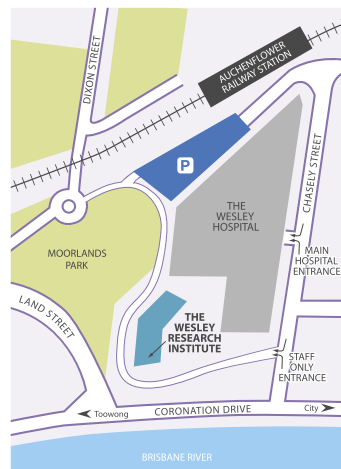 DIXON STREET
AUCHENFLOWER
RAILWAY STATION
P
CHASELY STREET
THE
WESLEY
HOSPITAL
MAIN
HOSPITAL
ENTRANCE
MOORLANDS
PARK
LAND STREET
THE
WESLEY
RESEARCH
INSTITUTE
STAFF
ONLY
ENTRANCE
Toowong
CORONATION DRIVE
City
BRISBANE RIVER